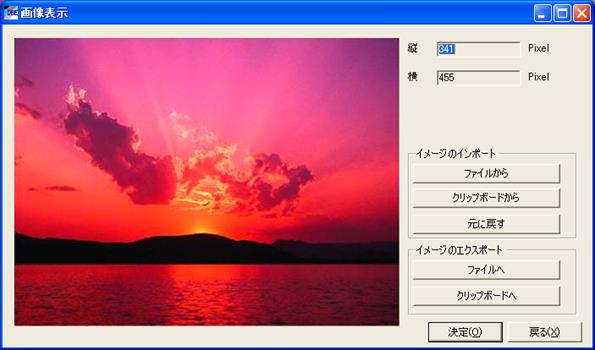 画像表示
縦 341 Pixel
横 455 Pixel
イメージのインポート
ファイルから
クリップボードから
元に戻す
イメージのエクスポート
ファイルへ
クリップボードへ
決定(O) 戻る(X)